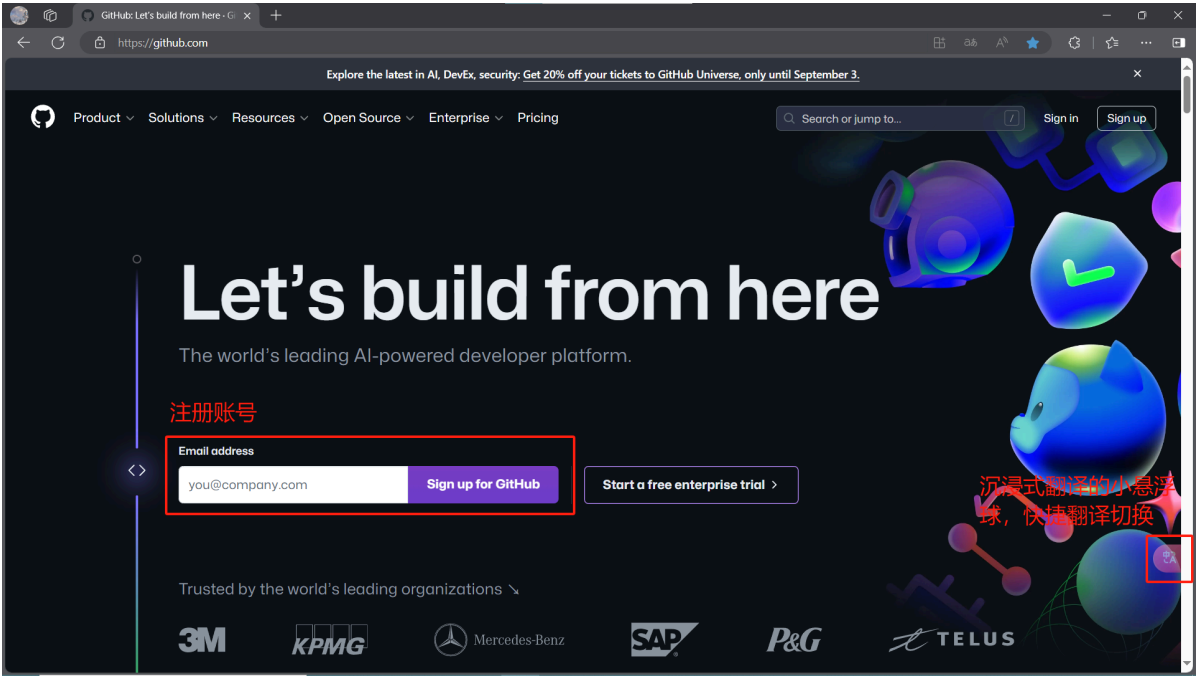 GitHub: Let's build from here · Gi
https://github.com
Explore the latest in AI, DevEx, security: Get 20% off your tickets to GitHub Universe, only until September 3.
Product Solutions Resources Open Source Enterprise Pricing Search or jump to... / Sign in Sign up
Let’s build from here
The world’s leading AI-powered developer platform.
注册账号
Email address
you@company.com Sign up for GitHub Start a free enterprise trial
沉浸式翻译的小悬浮
球，快捷翻译切换
Trusted by the world’s leading organizations
3M KPMG Mercedes-Benz SAP P&G TELUS